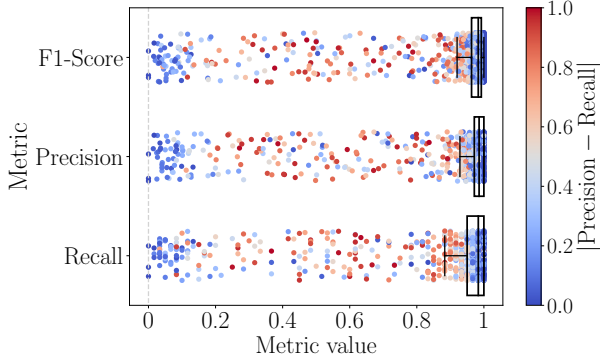 F1-Score
Precision
Recall
Metric
0
0.2
0.4
0.6
0.8
1
Metric value
1.0
0.8
0.6
0.4
0.2
0.0
|Precision − Recall|